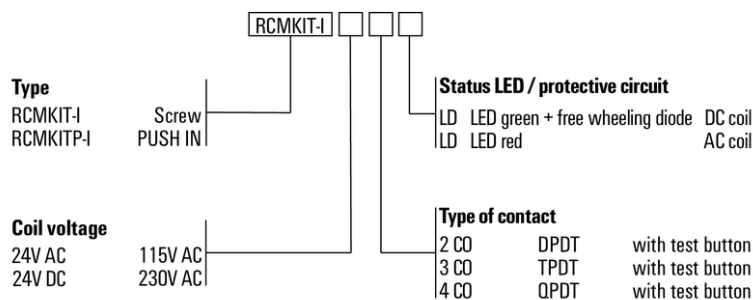 RCMKIT-I
Type
RCMKIT-I Screw
RCMKITP-I PUSH IN
Status LED / protective circuit
LD LED green + free wheeling diode DC coil
LD LED red AC coil
Coil voltage
24V AC 115V AC
24V DC 230V AC
Type of contact
2 CO DPDT with test button
3 CO TPDT with test button
4 CO QPDT with test button